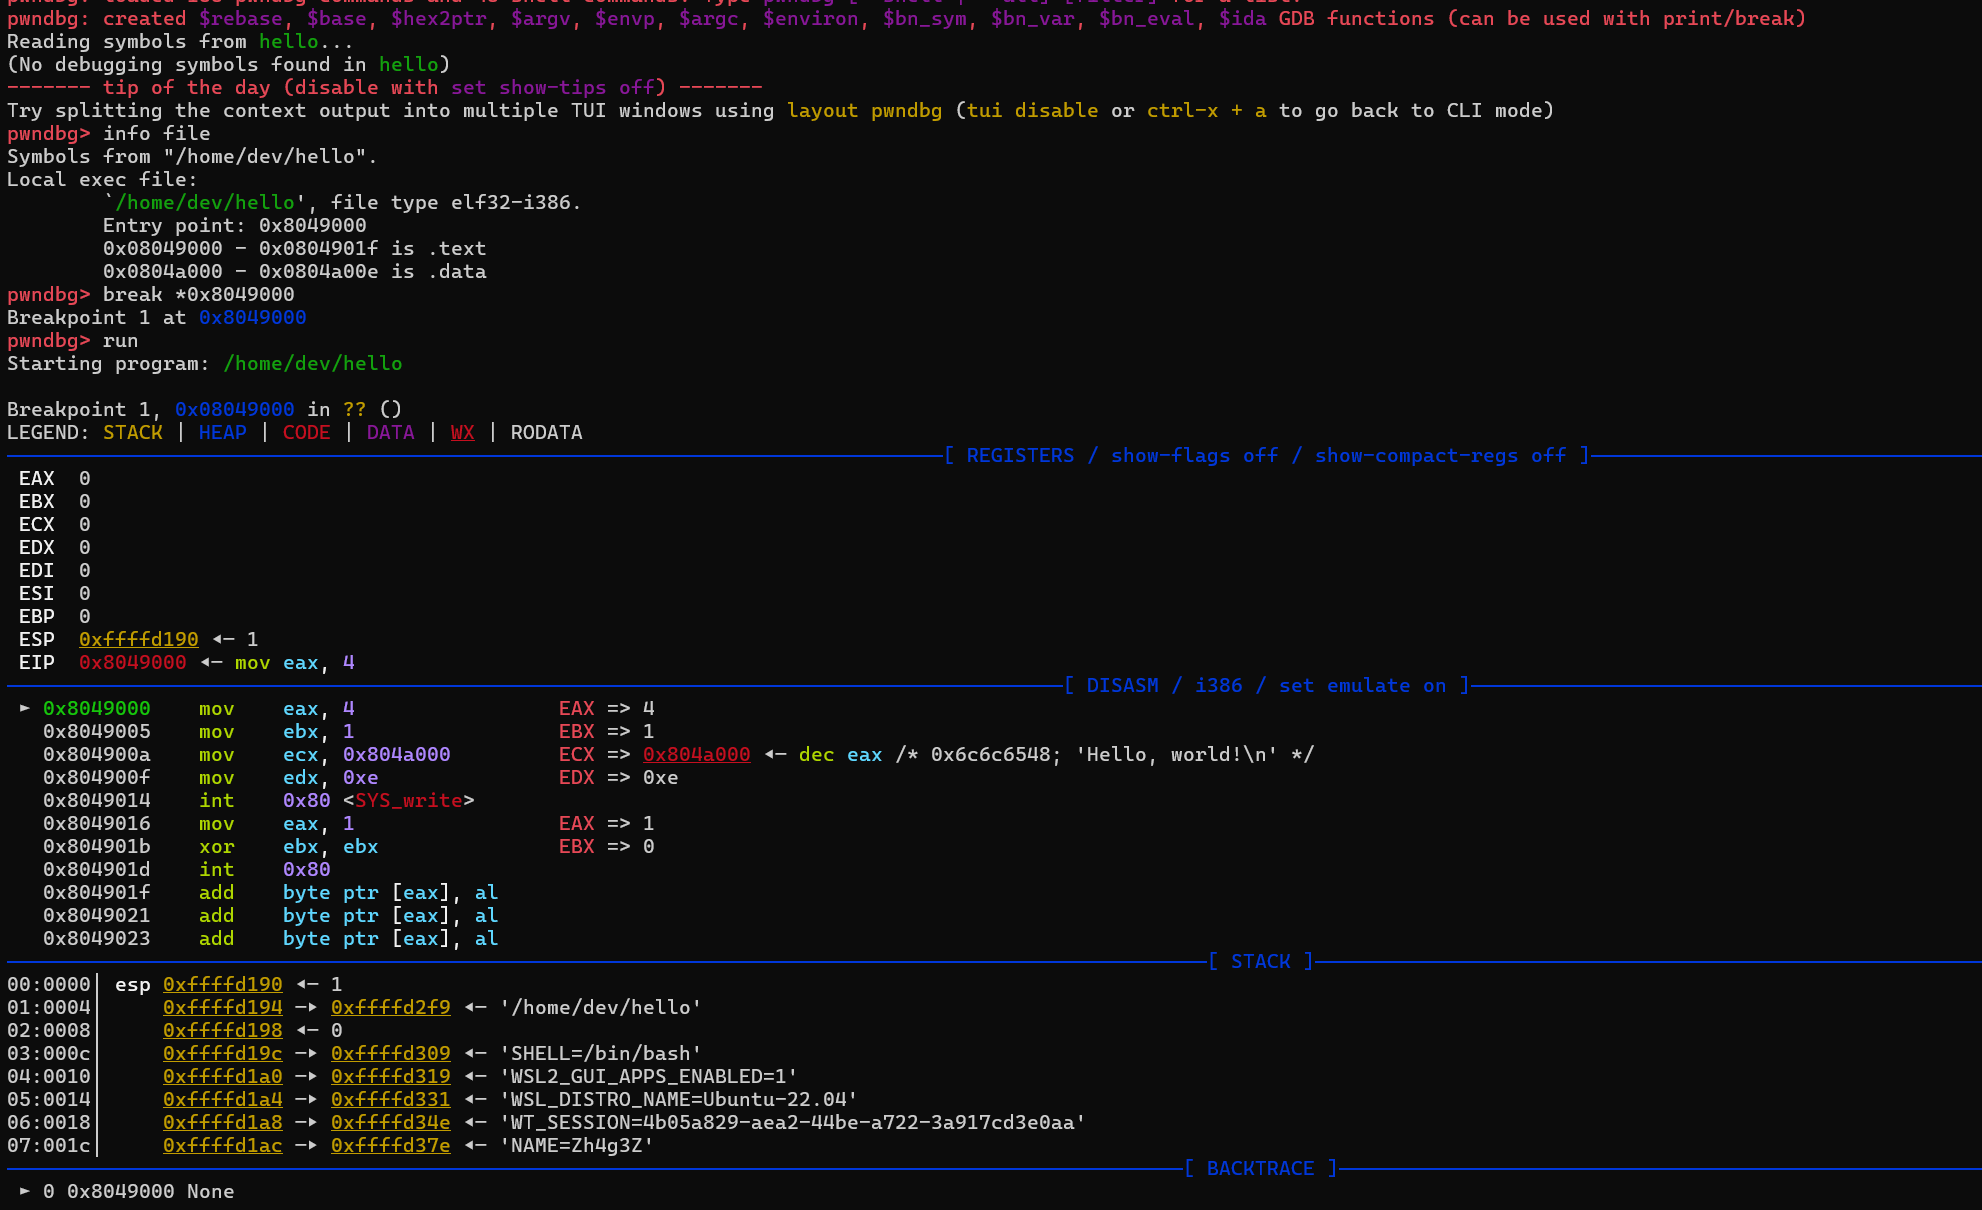 pwndbg: created $rebase, $base, $hex2ptr, $argv, $envp, $argc, $environ, $bn_sym, $bn_var, $bn_eval, $ida GDB functions (can be used with print/break)
Reading symbols from hello...
(No debugging symbols found in hello)
------- tip of the day (disable with set show-tips off) -------
Try splitting the context output into multiple TUI windows using layout pwndbg (tui disable or ctrl-x + a to go back to CLI mode)
pwndbg> info file
Symbols from "/home/dev/hello".
Local exec file:
        `/home/dev/hello', file type elf32-i386.
        Entry point: 0x8049000
        0x08049000 - 0x0804901f is .text
        0x0804a000 - 0x0804a00e is .data
pwndbg> break *0x8049000
Breakpoint 1 at 0x8049000
pwndbg> run
Starting program: /home/dev/hello

Breakpoint 1, 0x08049000 in ?? ()
LEGEND: STACK | HEAP | CODE | DATA | WX | RODATA
[ REGISTERS / show-flags off / show-compact-regs off ]
 EAX  0
 EBX  0
 ECX  0
 EDX  0
 EDI  0
 ESI  0
 EBP  0
 ESP  0xffffd190 ◂— 1
 EIP  0x8049000 ◂— mov eax, 4
[ DISASM / i386 / set emulate on ]
 ► 0x8049000    mov    eax, 4                 EAX => 4
   0x8049005    mov    ebx, 1                 EBX => 1
   0x804900a    mov    ecx, 0x804a000         ECX => 0x804a000 ◂— dec eax /* 0x6c6c6548; 'Hello, world!\n' */
   0x804900f    mov    edx, 0xe               EDX => 0xe
   0x8049014    int    0x80 <SYS_write>
   0x8049016    mov    eax, 1                 EAX => 1
   0x804901b    xor    ebx, ebx               EBX => 0
   0x804901d    int    0x80
   0x804901f    add    byte ptr [eax], al
   0x8049021    add    byte ptr [eax], al
   0x8049023    add    byte ptr [eax], al
[ STACK ]
00:0000│ esp 0xffffd190 ◂— 1
01:0004│     0xffffd194 —▸ 0xffffd2f9 ◂— '/home/dev/hello'
02:0008│     0xffffd198 ◂— 0
03:000c│     0xffffd19c —▸ 0xffffd309 ◂— 'SHELL=/bin/bash'
04:0010│     0xffffd1a0 —▸ 0xffffd319 ◂— 'WSL2_GUI_APPS_ENABLED=1'
05:0014│     0xffffd1a4 —▸ 0xffffd331 ◂— 'WSL_DISTRO_NAME=Ubuntu-22.04'
06:0018│     0xffffd1a8 —▸ 0xffffd34e ◂— 'WT_SESSION=4b05a829-aea2-44be-a722-3a917cd3e0aa'
07:001c│     0xffffd1ac —▸ 0xffffd37e ◂— 'NAME=Zh4g3Z'
[ BACKTRACE ]
 ► 0 0x8049000 None